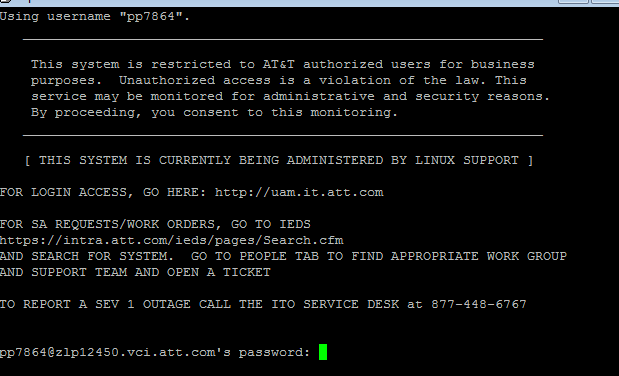 Using username "pp7864".
This system is restricted to AT&T authorized users for business
purposes.  Unauthorized access is a violation of the law. This
service may be monitored for administrative and security reasons.
By proceeding, you consent to this monitoring.
[ THIS SYSTEM IS CURRENTLY BEING ADMINISTERED BY LINUX SUPPORT ]
FOR LOGIN ACCESS, GO HERE: http://uam.it.att.com
FOR SA REQUESTS/WORK ORDERS, GO TO IEDS
https://intra.att.com/ieds/pages/Search.cfm
AND SEARCH FOR SYSTEM.  GO TO PEOPLE TAB TO FIND APPROPRIATE WORK GROUP
AND SUPPORT TEAM AND OPEN A TICKET
TO REPORT A SEV 1 OUTAGE CALL THE ITO SERVICE DESK at 877-448-6767
pp7864@zlp12450.vci.att.com's password: